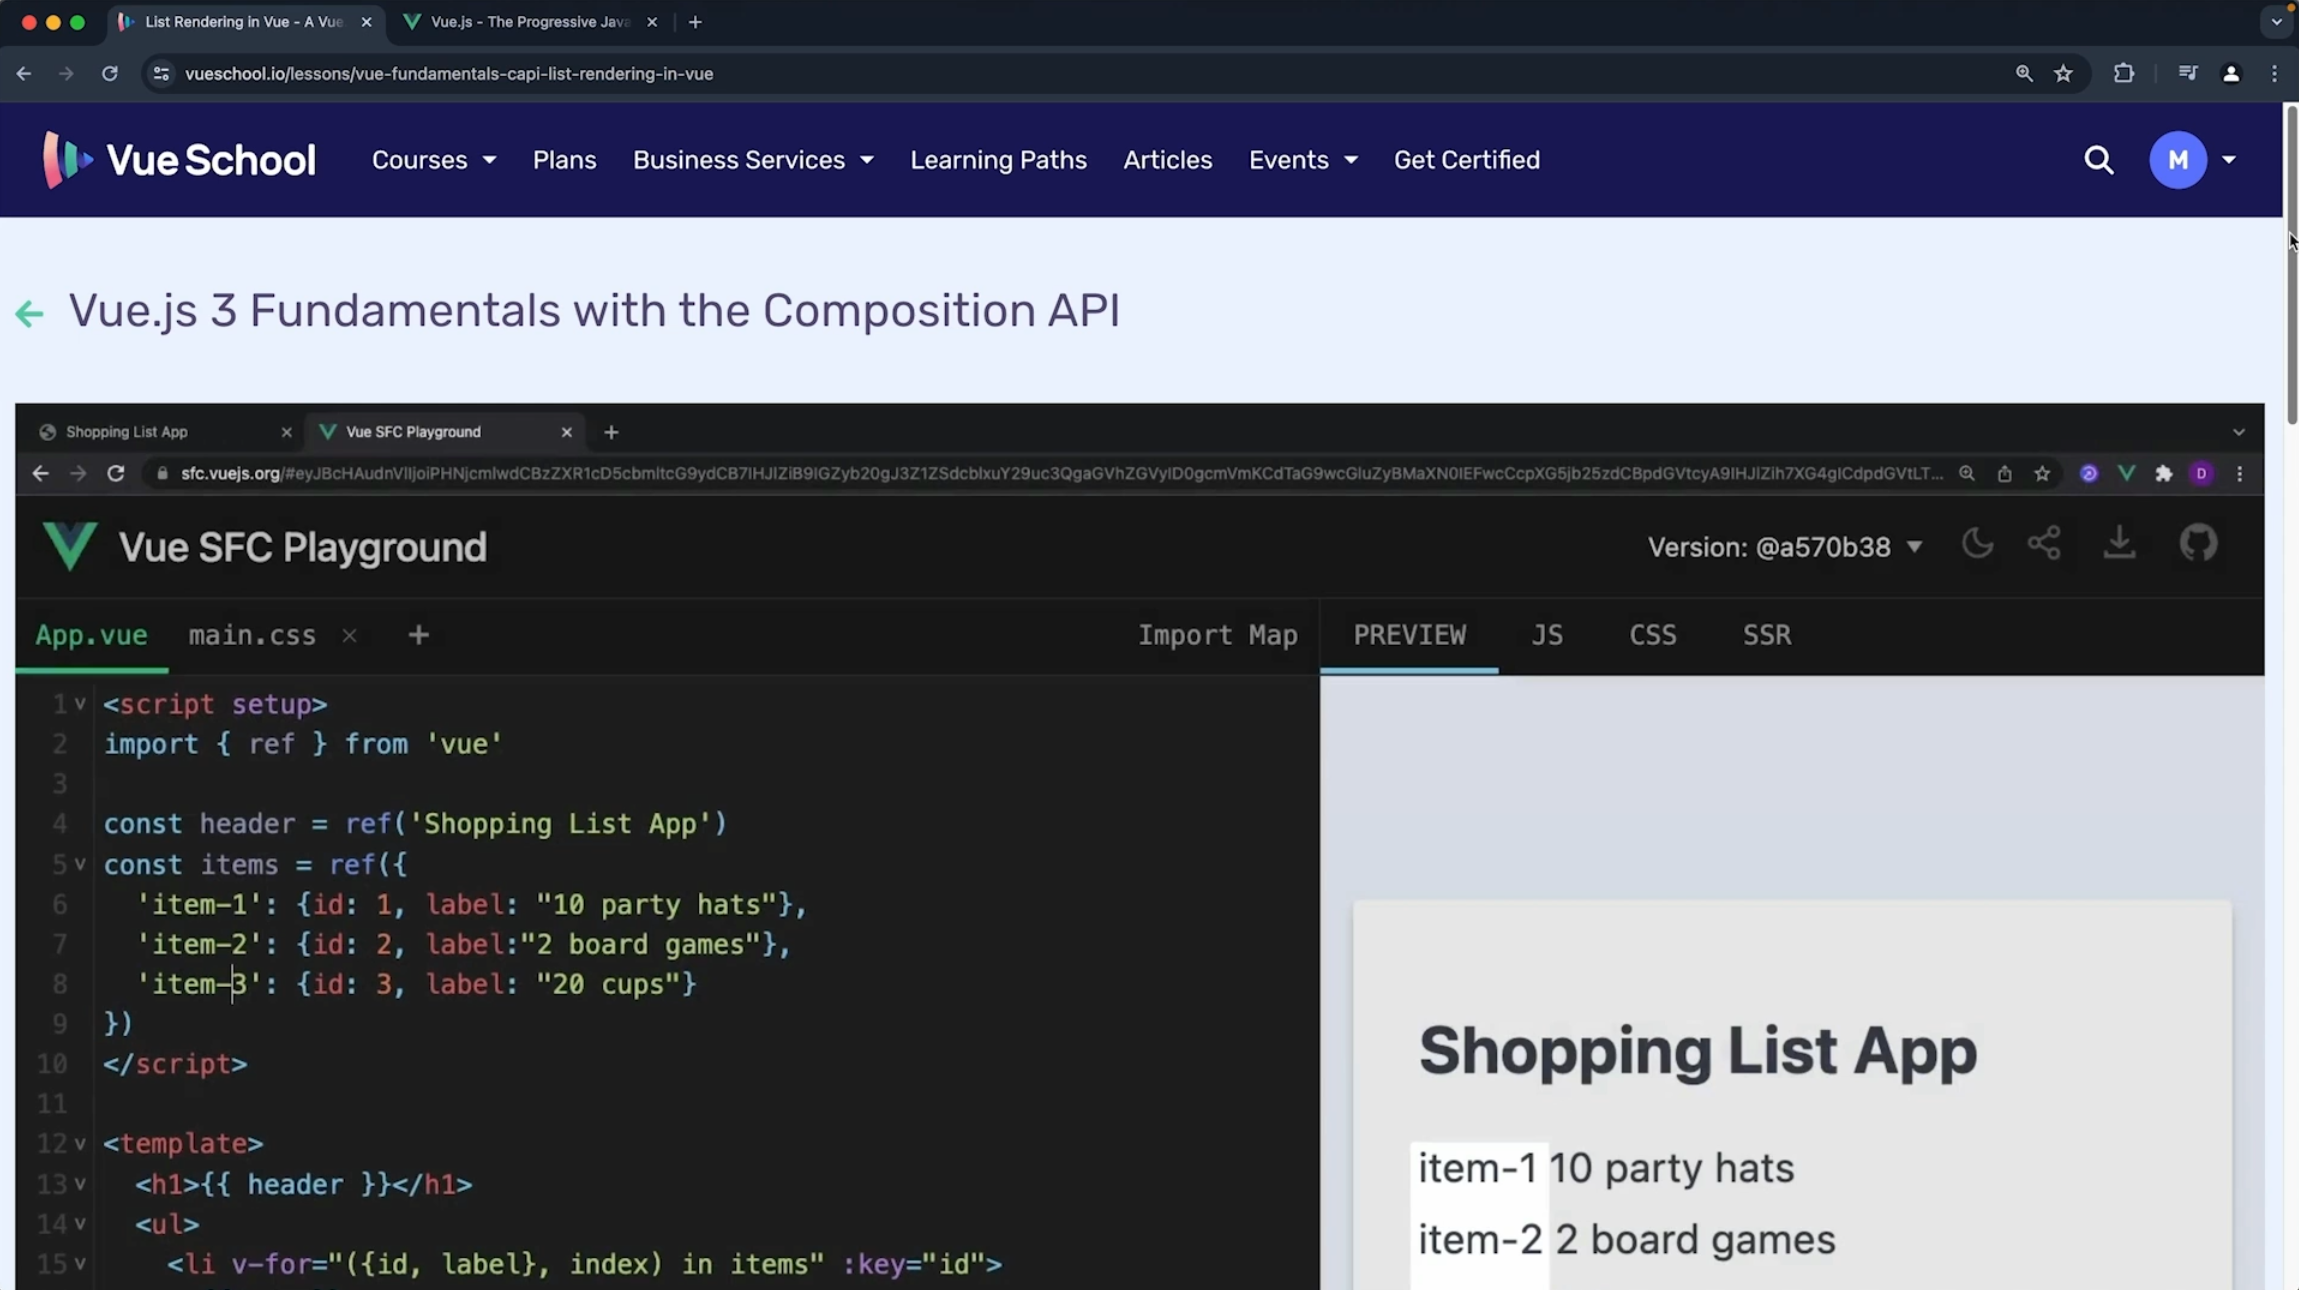 List Rendering in Vue - A Vue
Vue.js - The Progressive Java
vueschool.io/lessons/vue-fundamentals-capi-list-rendering-in-vue
Vue School
Courses
Plans
Business Services
Learning Paths
Articles
Events
Get Certified
M
Vue.js 3 Fundamentals with the Composition API
Shopping List App
Vue SFC Playground
D
Vue SFC Playground
Version: @a570b38
App.vue
main.css
Import Map
PREVIEW
JS
CSS
SSR
1 <script setup>
2 import { ref } from 'vue'
3
4 const header = ref('Shopping List App')
5 const items = ref({
6 'item-1': {id: 1, label: "10 party hats"},
7 'item-2': {id: 2, label:"2 board games"},
8 'item-3': {id: 3, label: "20 cups"}
9 })
10 </script>
11
12 <template>
13 <h1>{{ header }}</h1>
14 <ul>
15 <li v-for="({id, label}, index) in items" :key="id">
Shopping List App
item-1 10 party hats
item-2 2 board games